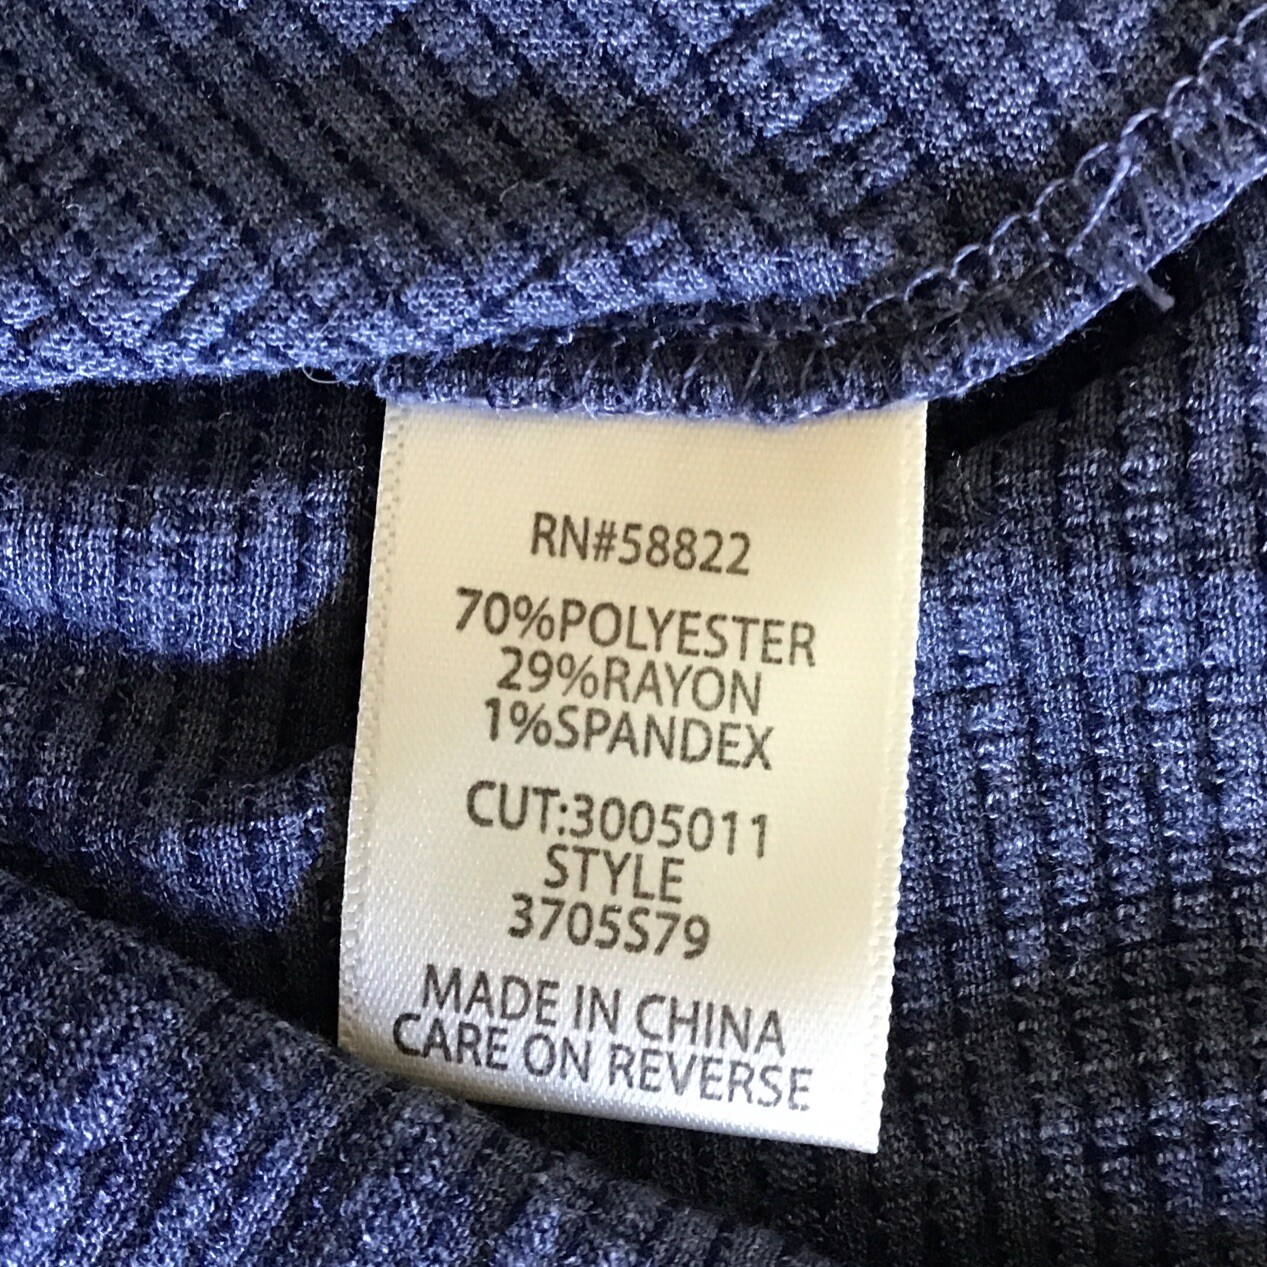 RN#58822
70%POLYESTER
29%RAYON
1%SPANDEX
CUT:3005011
STYLE
3705S79
MADE IN CHINA
CARE ON REVERSE